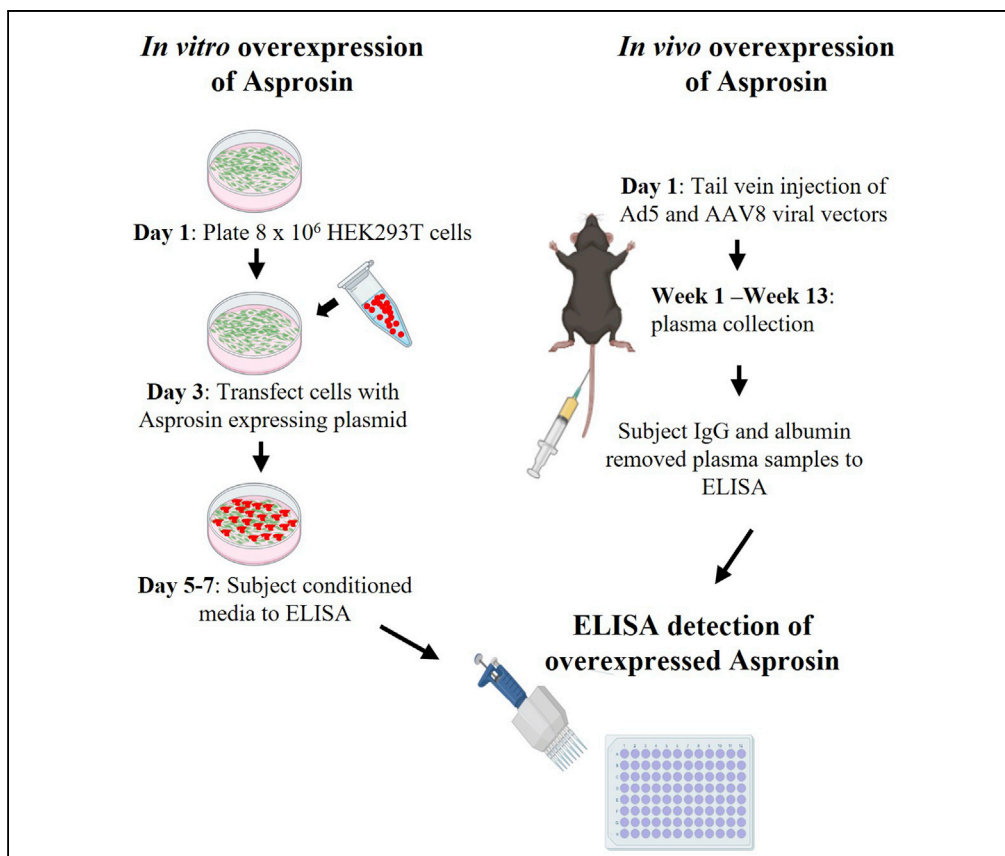 In vitro overexpression
of Asprosin
Day 1: Plate 8 x 10⁶ HEK293T cells
Day 3: Transfect cells with
Asprosin expressing plasmid
Day 5-7: Subject conditioned
media to ELISA
In vivo overexpression
of Asprosin
Day 1: Tail vein injection of
Ad5 and AAV8 viral vectors
Week 1 –Week 13:
plasma collection
Subject IgG and albumin
removed plasma samples to
ELISA
ELISA detection of
overexpressed Asprosin